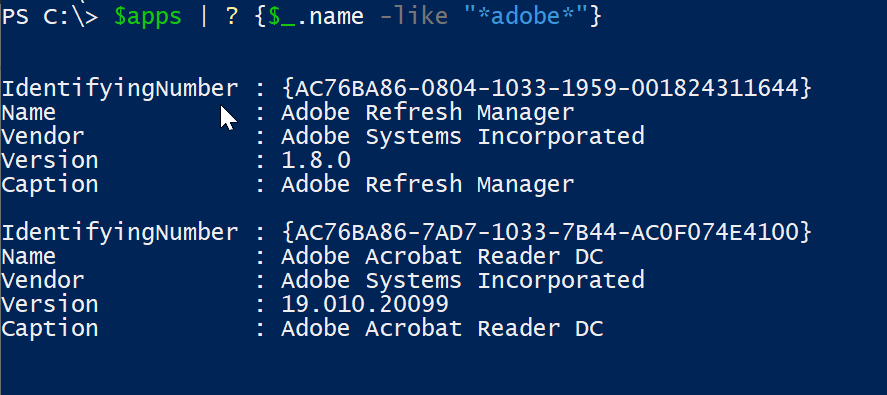 PS C:\> $apps | ? {$_.name -like "*adobe*"}
IdentifyingNumber : {AC76BA86-0804-1033-1959-001824311644}
Name              : Adobe Refresh Manager
Vendor            : Adobe Systems Incorporated
Version           : 1.8.0
Caption           : Adobe Refresh Manager
IdentifyingNumber : {AC76BA86-7AD7-1033-7B44-AC0F074E4100}
Name              : Adobe Acrobat Reader DC
Vendor            : Adobe Systems Incorporated
Version           : 19.010.20099
Caption           : Adobe Acrobat Reader DC